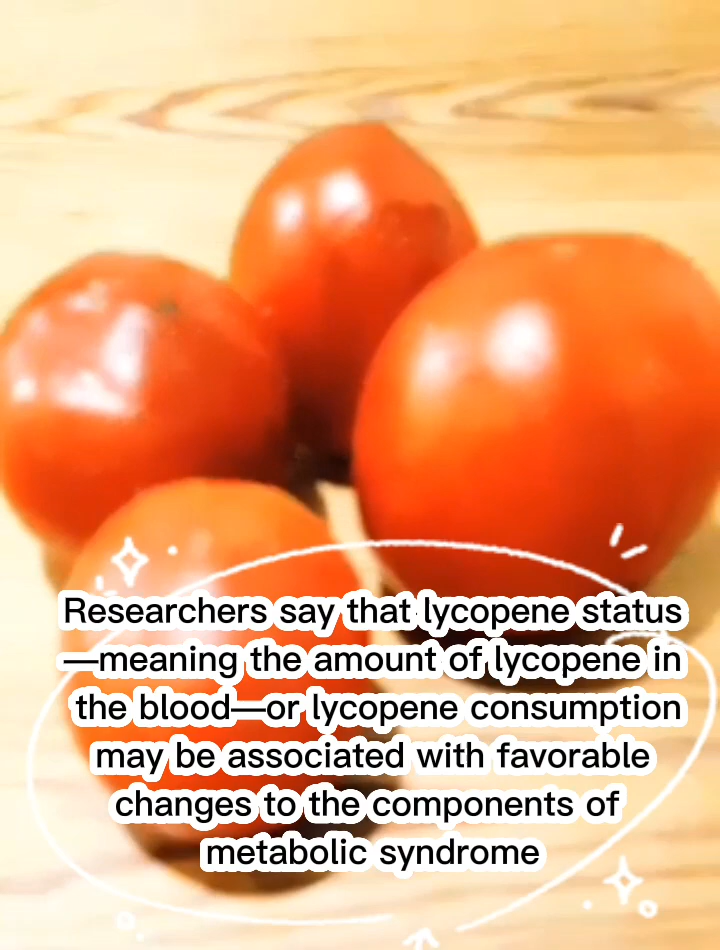 Researchers say that lycopene status
—meaning the amount of lycopene in
the blood—or lycopene consumption
may be associated with favorable
changes to the components of
metabolic syndrome